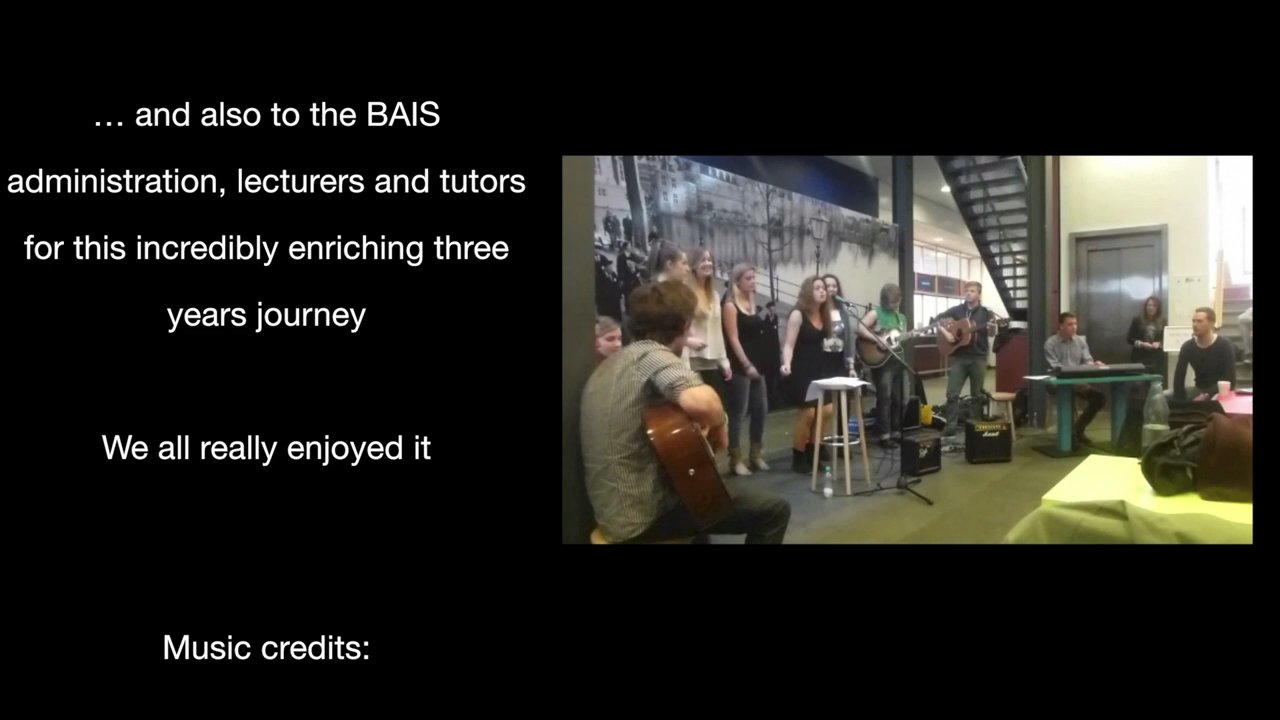 … and also to the BAIS
administration, lecturers and tutors
for this incredibly enriching three
years journey
We all really enjoyed it
Music credits: